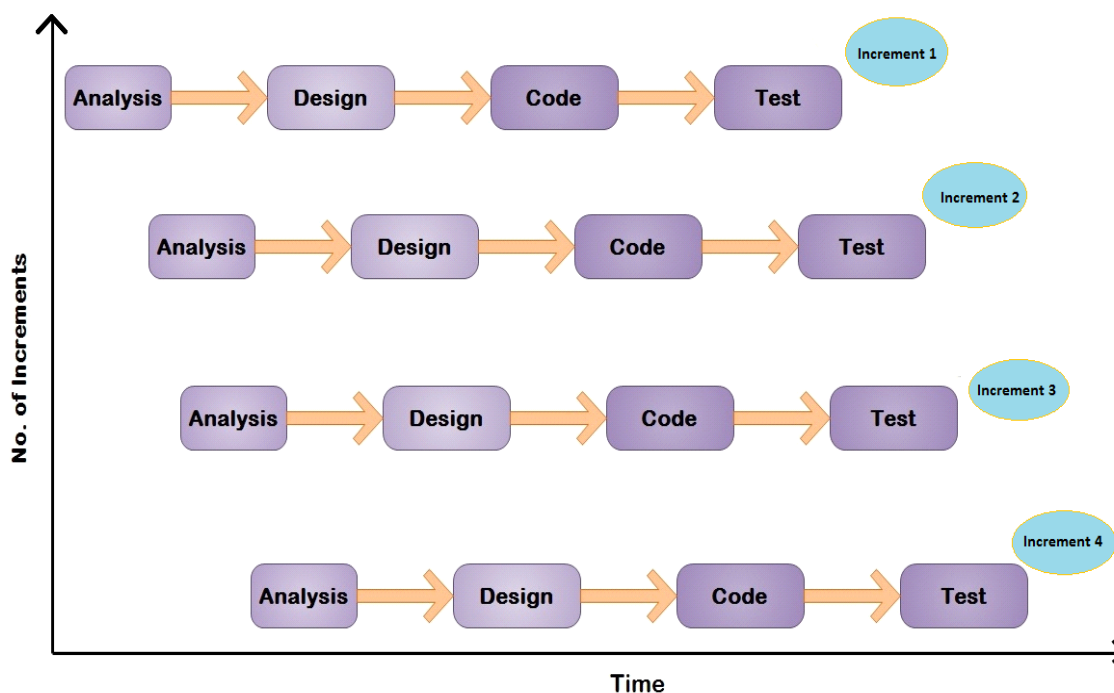 Increment 1
Analysis Design Code Test
Increment 2
Analysis Design Code Test
Increment 3
Analysis Design Code Test
Increment 4
Analysis Design Code Test
No. of Increments
Time